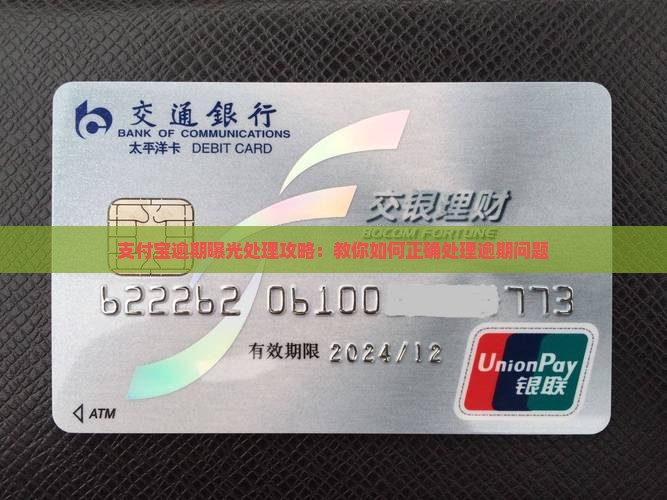 交通銀行
BANK OF COMMUNICATIONS
太平洋卡 DEBIT CARD
交银理财
BOCOM FORTUNE
支付宝逾期曝光处理攻略：教你如何正确处理逾期问题
622262 06100 773
有效期限 2024/12
UnionPay
银联
ATM